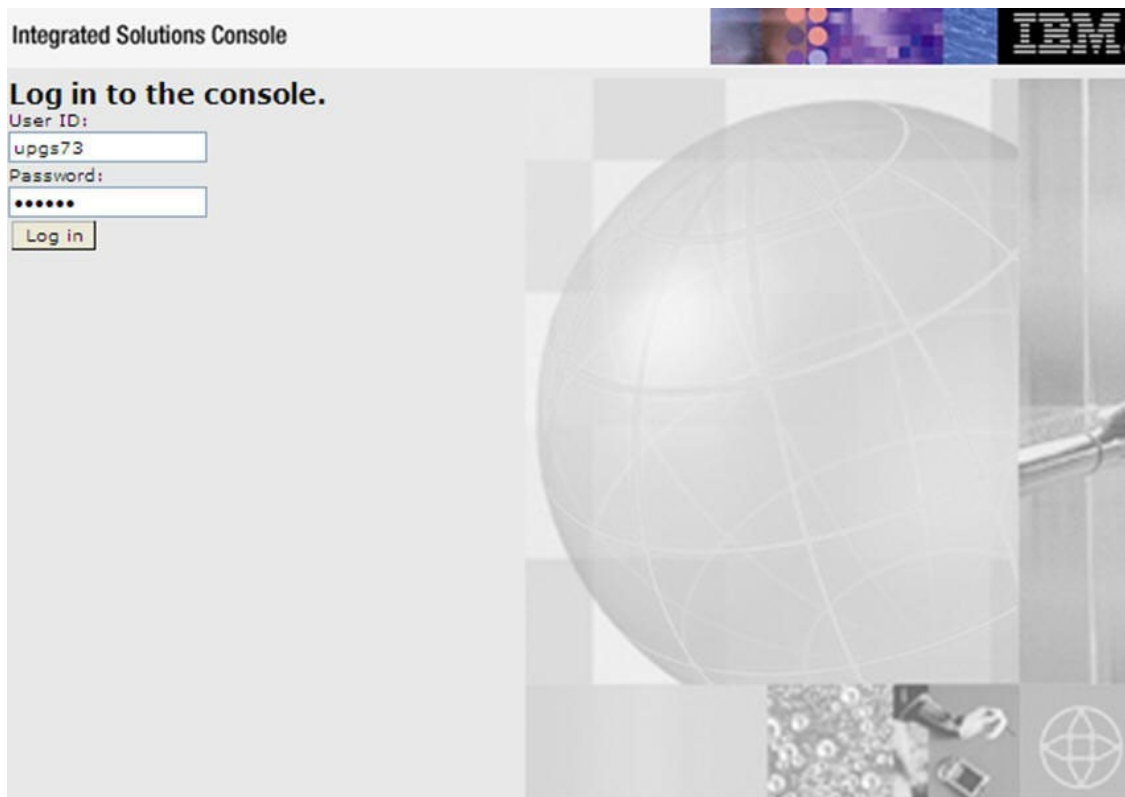 Integrated Solutions Console
IBM.
Log in to the console.
User ID:
upgs73
Password:
••••••
Log in